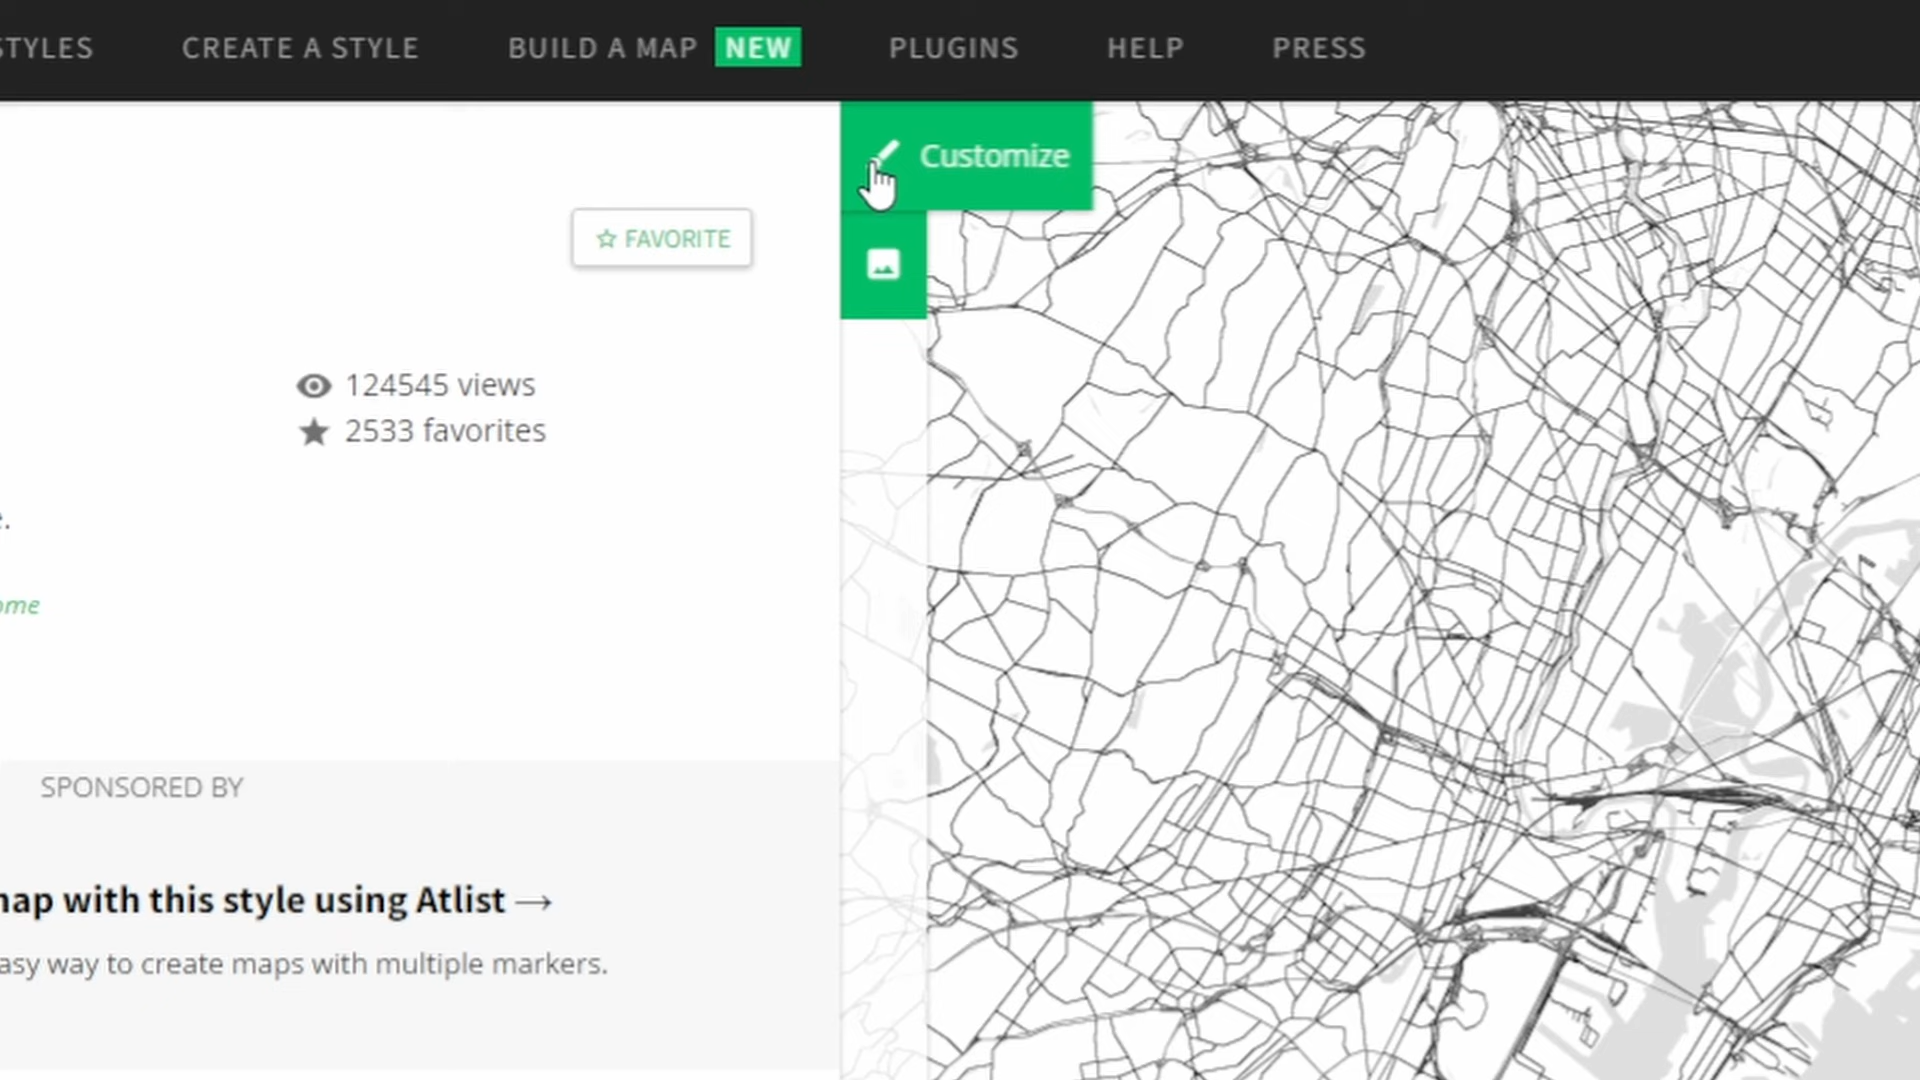 STYLES CREATE A STYLE BUILD A MAP NEW PLUGINS HELP PRESS
Customize
FAVORITE
124545 views
2533 favorites
SPONSORED BY
map with this style using Atlist →
easy way to create maps with multiple markers.